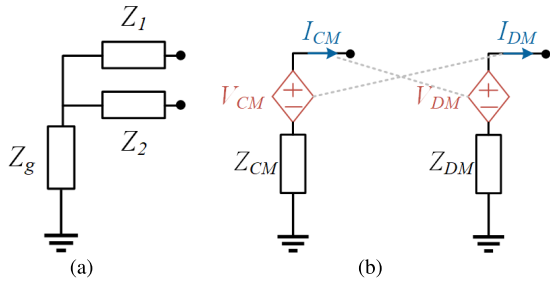 Z1
Z2
Zg
(a)
ICM
IDM
VCM
VDM
+
−
+
−
ZCM
ZDM
(b)